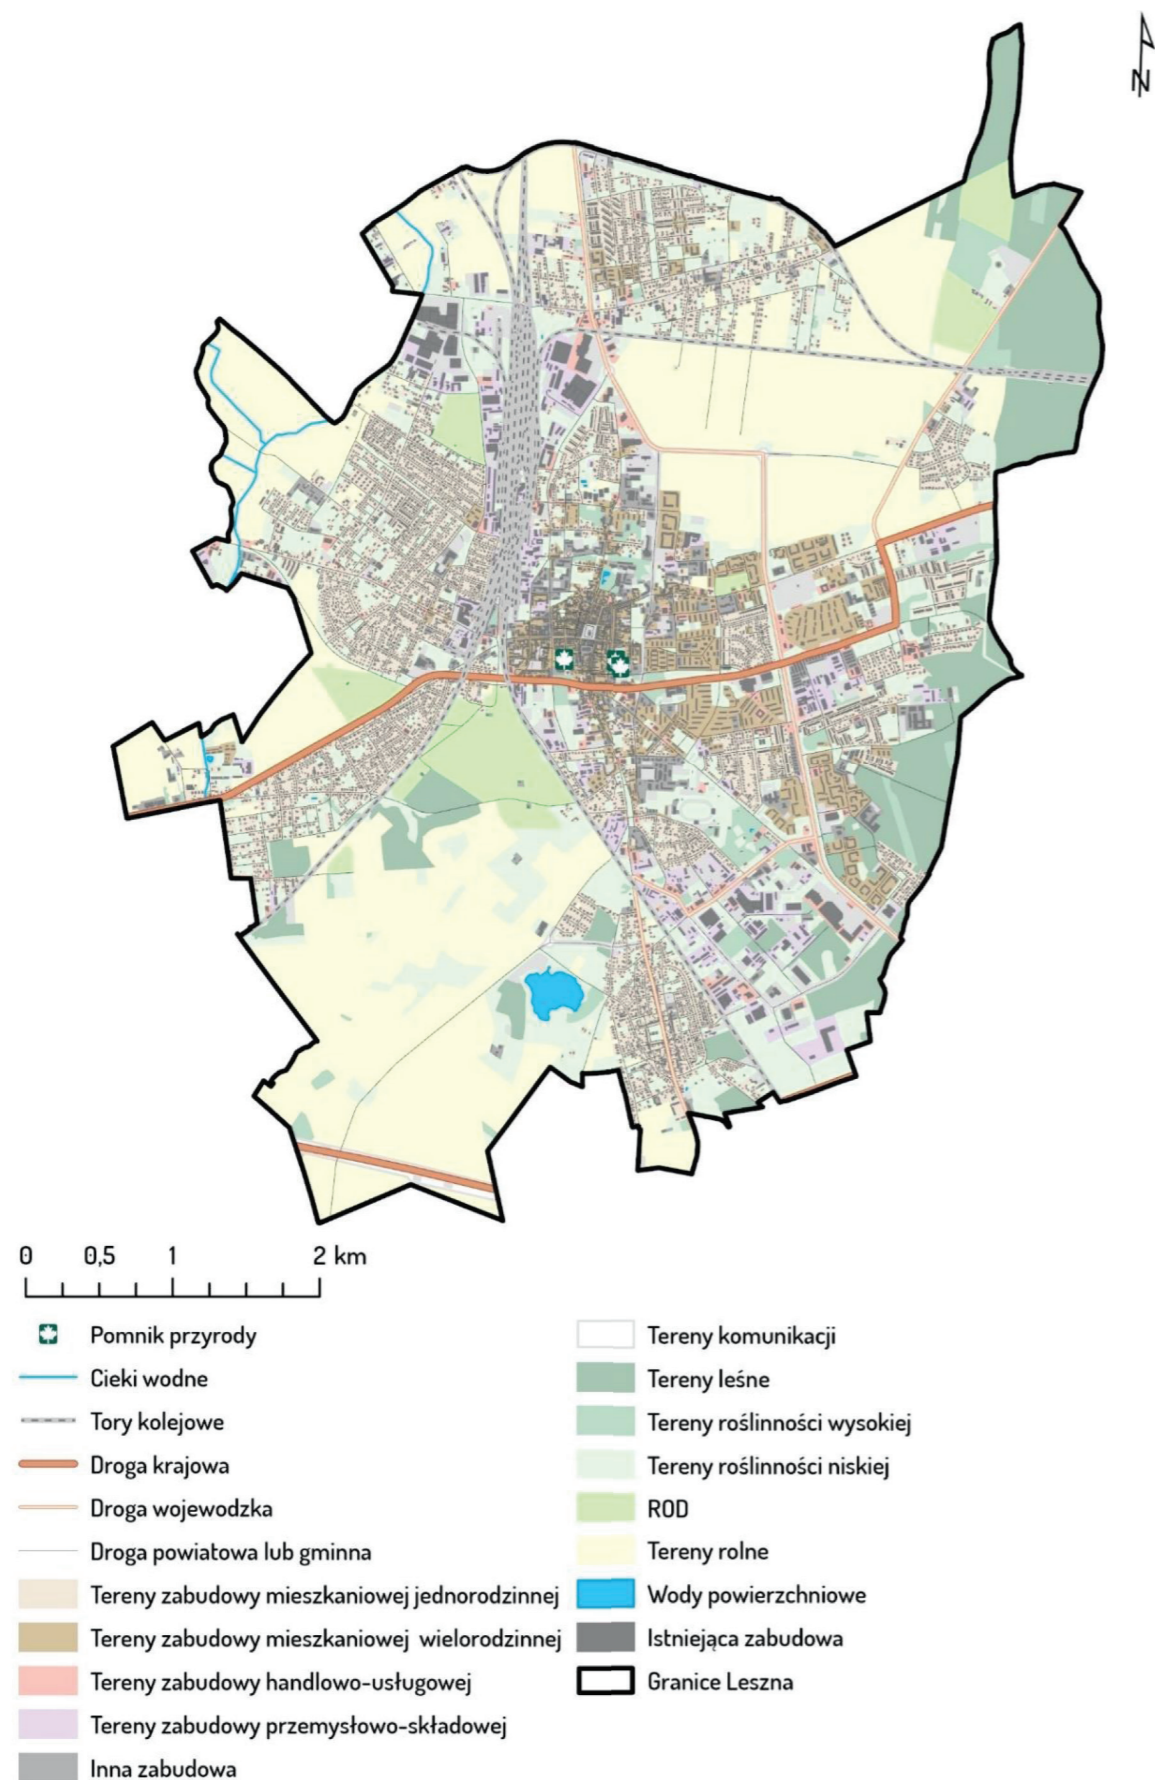 N
0 0,5 1 2 km
Pomnik przyrody
Cieki wodne
Tory kolejowe
Droga krajowa
Droga wojewodzka
Droga powiatowa lub gminna
Tereny zabudowy mieszkaniowej jednorodzinnej
Tereny zabudowy mieszkaniowej wielorodzinnej
Tereny zabudowy handlowo-usługowej
Tereny zabudowy przemysłowo-składowej
Inna zabudowa
Tereny komunikacji
Tereny leśne
Tereny roślinności wysokiej
Tereny roślinności niskiej
ROD
Tereny rolne
Wody powierzchniowe
Istniejąca zabudowa
Granice Leszna